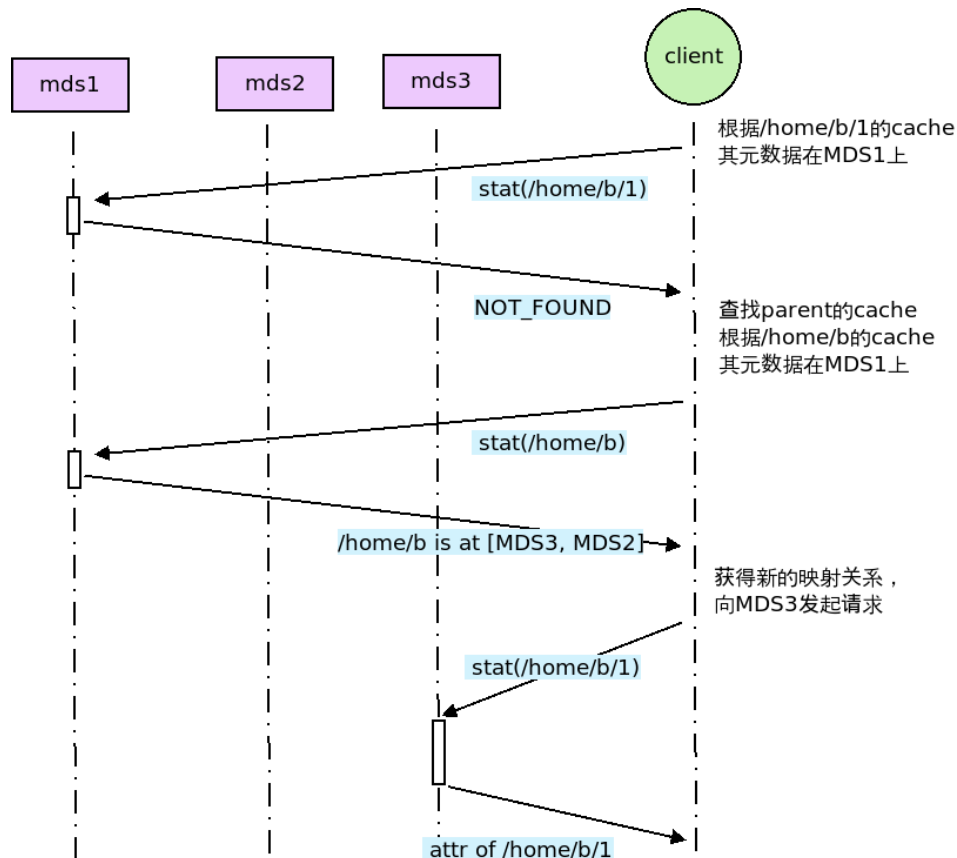 mds1
mds2
mds3
client
根据/home/b/1的cache
其元数据在MDS1上
stat(/home/b/1)
NOT_FOUND
查找parent的cache
根据/home/b的cache
其元数据在MDS1上
stat(/home/b)
/home/b is at [MDS3, MDS2]
获得新的映射关系，
向MDS3发起请求
stat(/home/b/1)
attr of /home/b/1